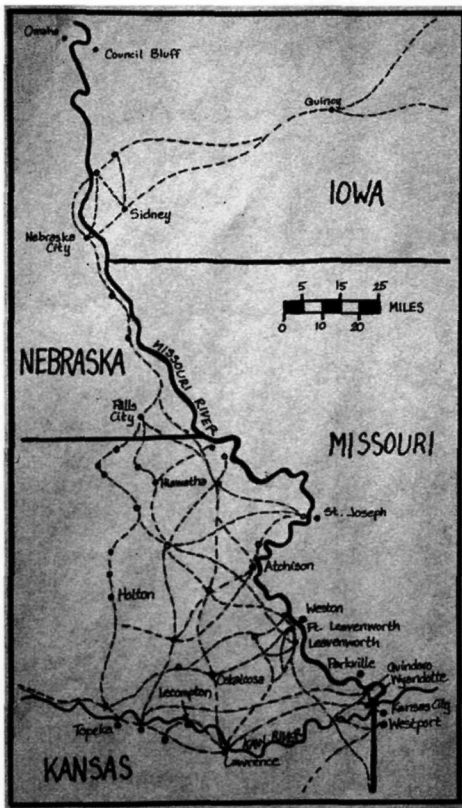 Omaha
Council Bluff
Quincy
IOWA
Sidney
Nebraska
City
5 15 25
MILES
0 10 20
NEBRASKA
MISSOURI RIVER
Falls
City
MISSOURI
Hiawatha
St. Joseph
Atchison
Holton
Weston
Ft. Leavenworth
Leavenworth
Parkville
Quindaro
Wyandotte
Oskaloosa
Lecompton
Kansas City
Westport
Topeka
KAW RIVER
Lawrence
KANSAS